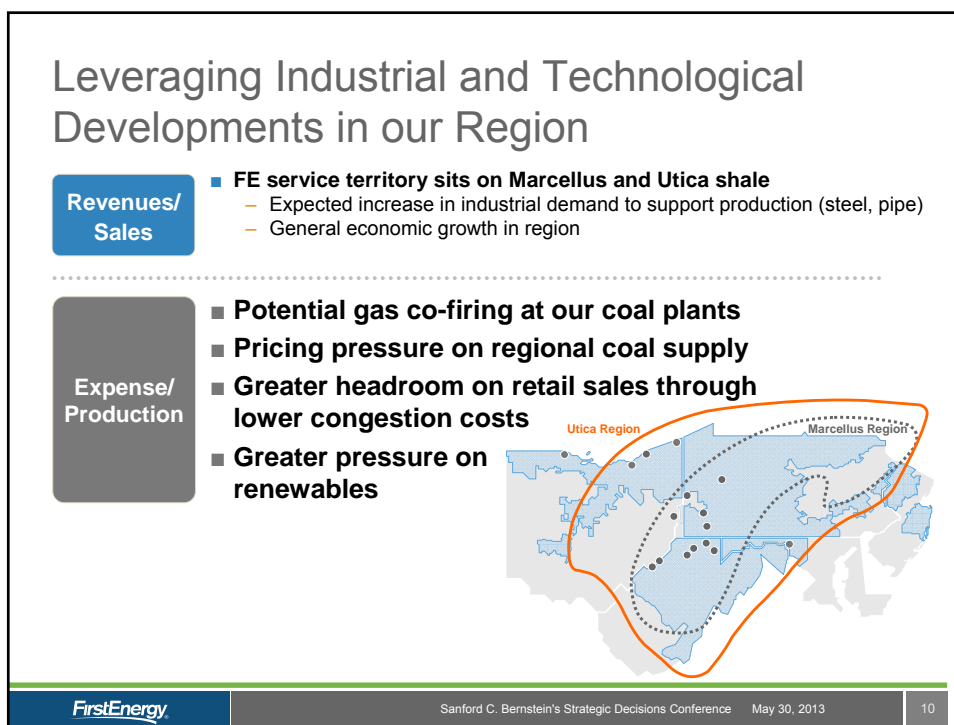 Leveraging Industrial and Technological
Developments in our Region
Revenues/
Sales
■ FE service territory sits on Marcellus and Utica shale
– Expected increase in industrial demand to support production (steel, pipe)
– General economic growth in region
Expense/
Production
■ Potential gas co-firing at our coal plants
■ Pricing pressure on regional coal supply
■ Greater headroom on retail sales through
lower congestion costs
■ Greater pressure on
renewables
Utica Region
Marcellus Region
FirstEnergy
Sanford C. Bernstein's Strategic Decisions Conference May 30, 2013 10